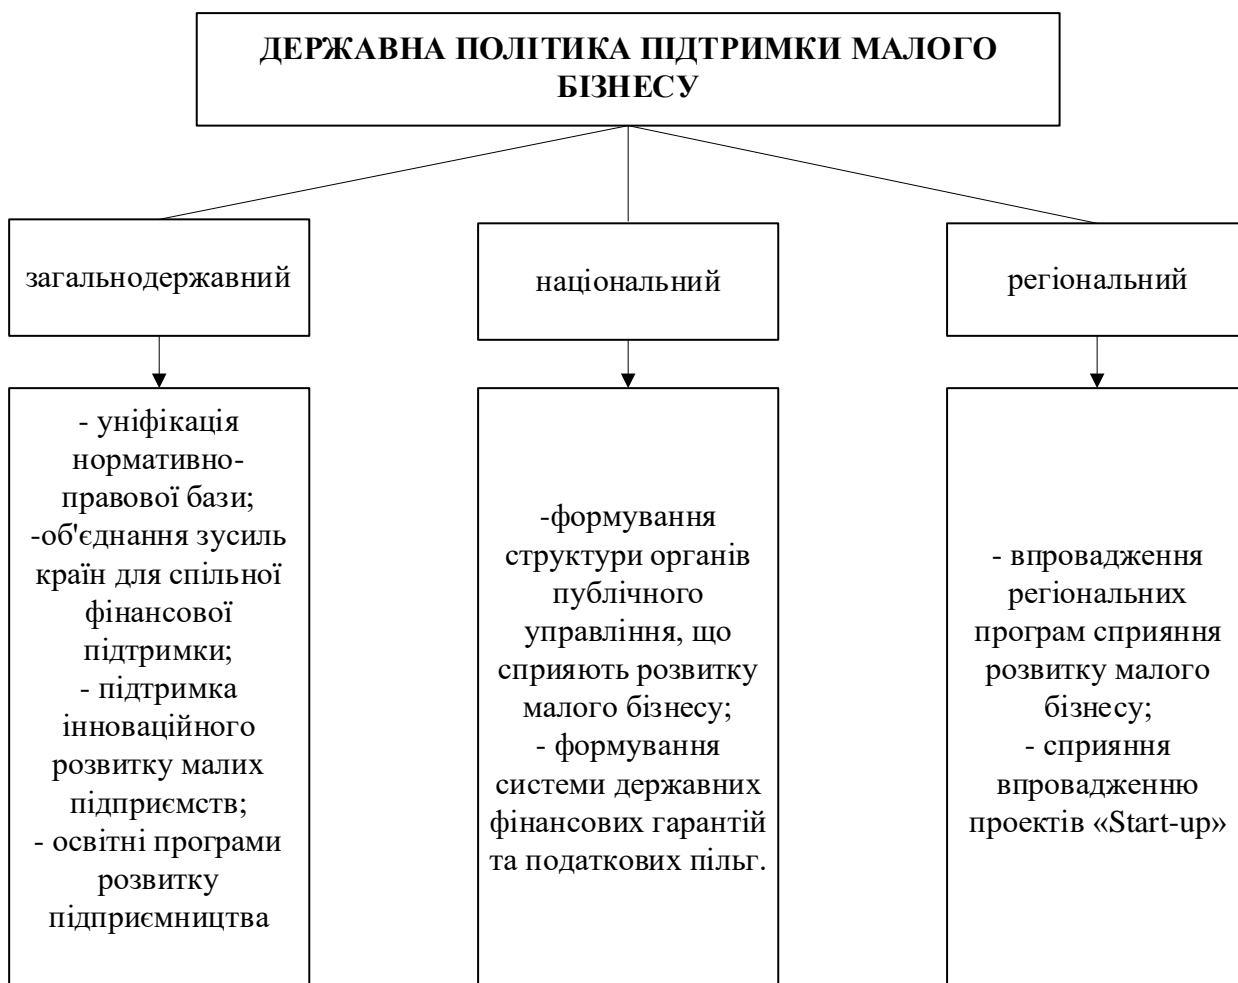 ДЕРЖАВНА ПОЛІТИКА ПІДТРИМКИ МАЛОГО
БІЗНЕСУ
загальнодержавний
національний
регіональний
- уніфікація
нормативно-
правової бази;
-об'єднання зусиль
країн для спільної
фінансової
підтримки;
- підтримка
інноваційного
розвитку малих
підприємств;
- освітні програми
розвитку
підприємництва
-формування
структури органів
публічного
управління, що
сприяють розвитку
малого бізнесу;
- формування
системи державних
фінансових гарантій
та податкових пільг.
- впровадження
регіональних
програм сприяння
розвитку малого
бізнесу;
- сприяння
впровадженню
проектів «Start-up»